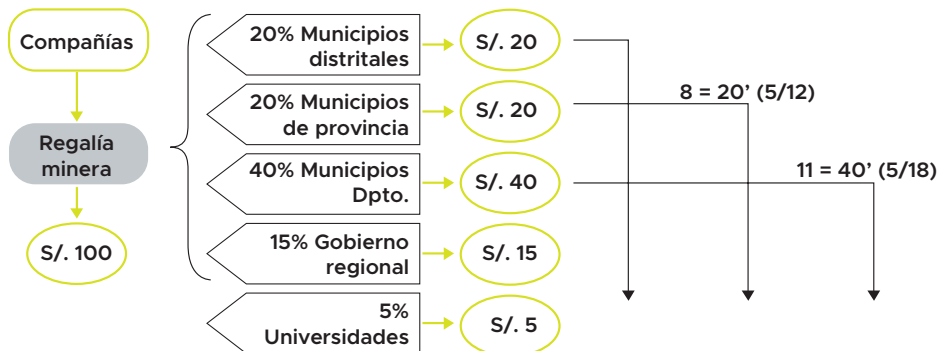 Compañías
Regalía
minera
S/. 100
20% Municipios
distritales
S/. 20
20% Municipios
de provincia
S/. 20
8 = 20’ (5/12)
40% Municipios
Dpto.
S/. 40
11 = 40’ (5/18)
15% Gobierno
regional
S/. 15
5%
Universidades
S/. 5